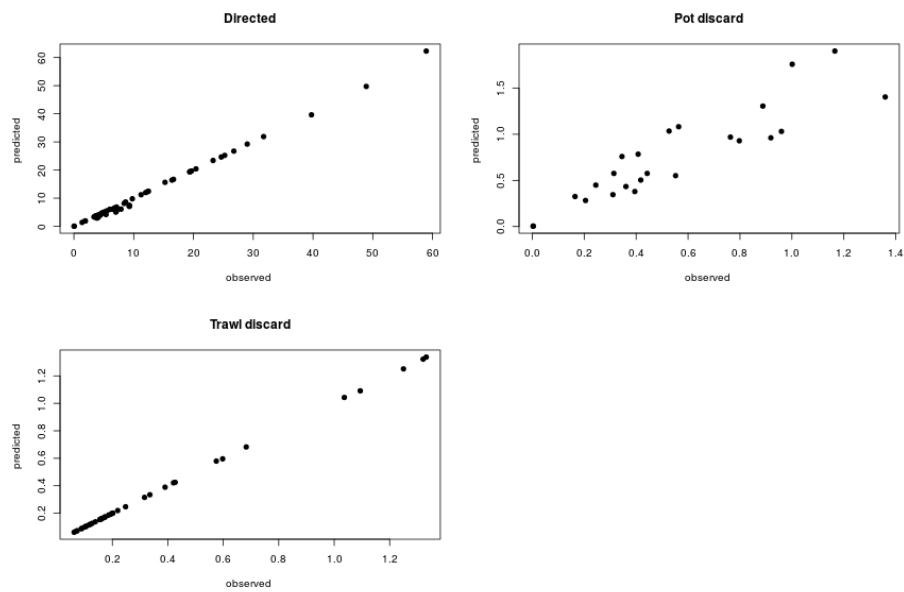 Directed
predicted
0 10 20 30 40 50 60
0 10 20 30 40 50 60
observed
Pot discard
predicted
0.0 0.5 1.0 1.5
0.0 0.2 0.4 0.6 0.8 1.0 1.2 1.4
observed
Trawl discard
predicted
0.2 0.4 0.6 0.8 1.0 1.2
0.2 0.4 0.6 0.8 1.0 1.2
observed